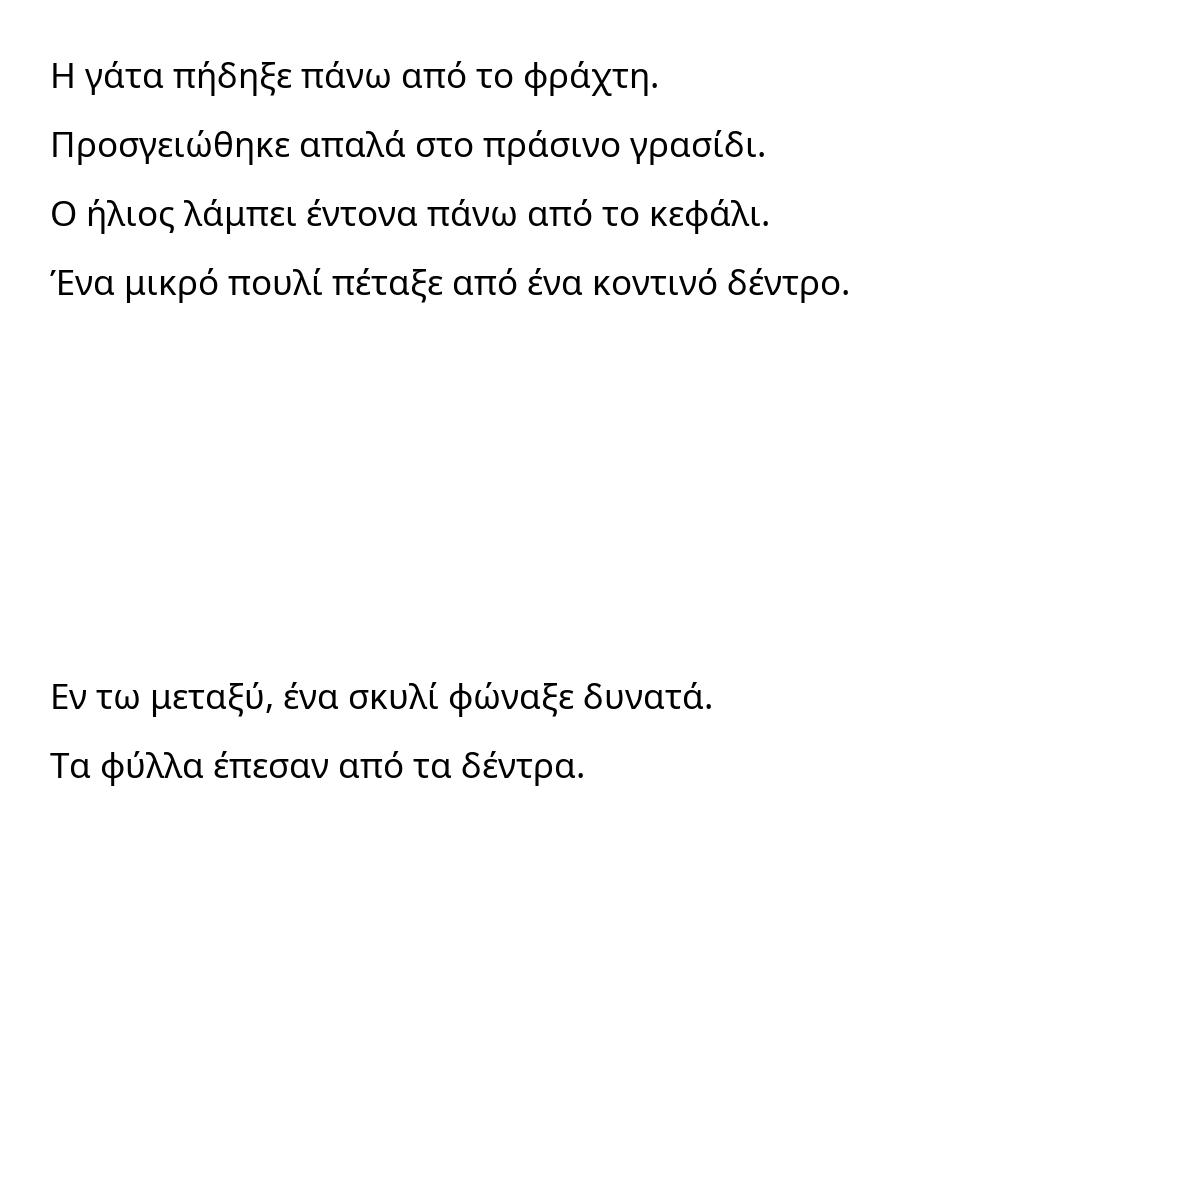 Η γάτα πήδηξε πάνω από το φράχτη.
Προσγειώθηκε απαλά στο πράσινο γρασίδι.
Ο ήλιος λάμπει έντονα πάνω από το κεφάλι.
Ένα μικρό πουλί πέταξε από ένα κοντινό δέντρο.
Εν τω μεταξύ, ένα σκυλί φώναξε δυνατά.
Τα φύλλα έπεσαν από τα δέντρα.